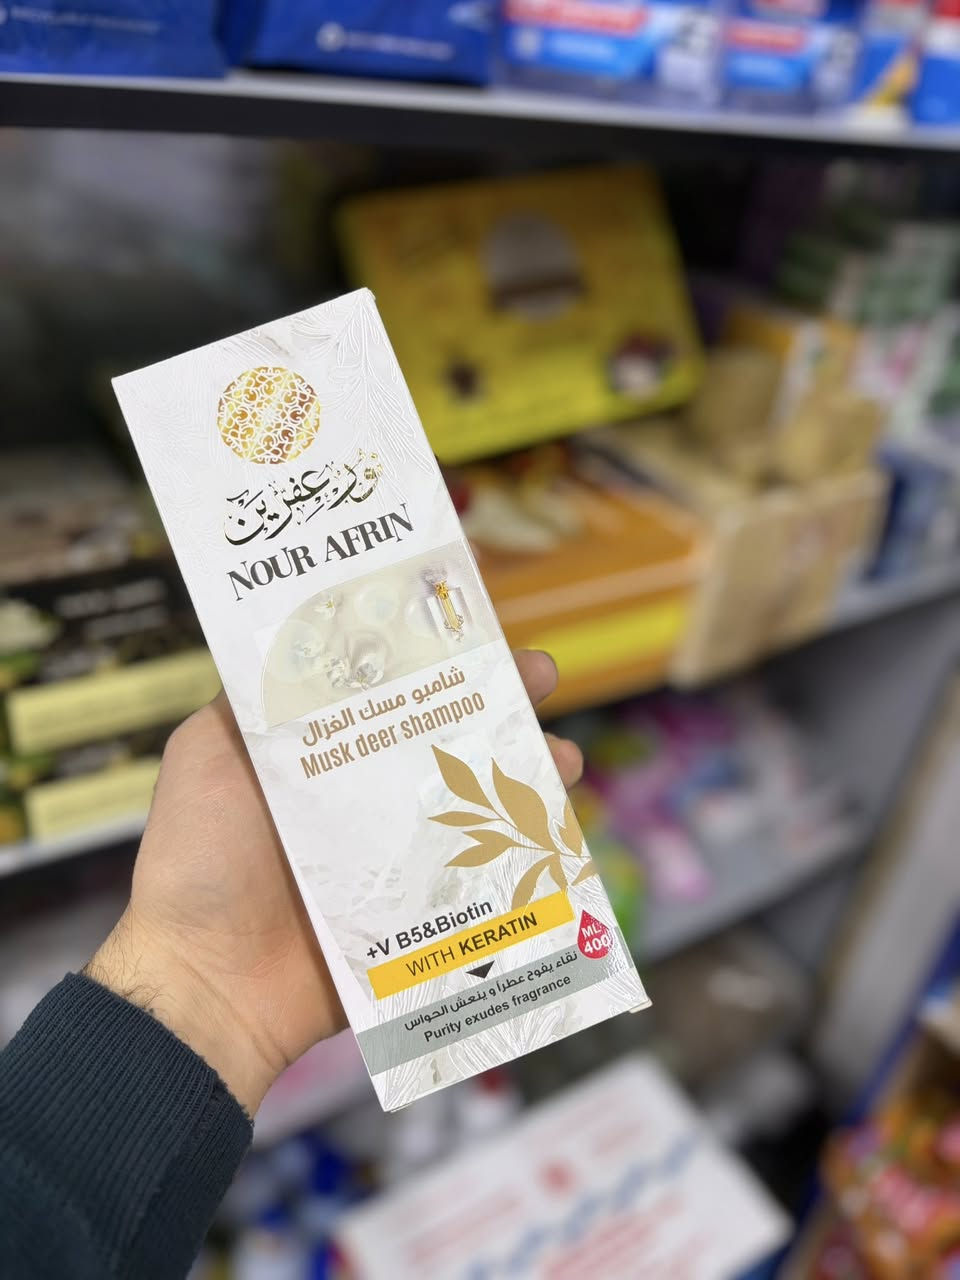 نور عفرين
NOUR AFRIN
شامبو مسك الغزال
Musk deer shampoo
+V B5&Biotin
WITH KERATIN
ML
400
نقاء يفوح عطراً و ينعش الحواس
Purity exudes fragrance